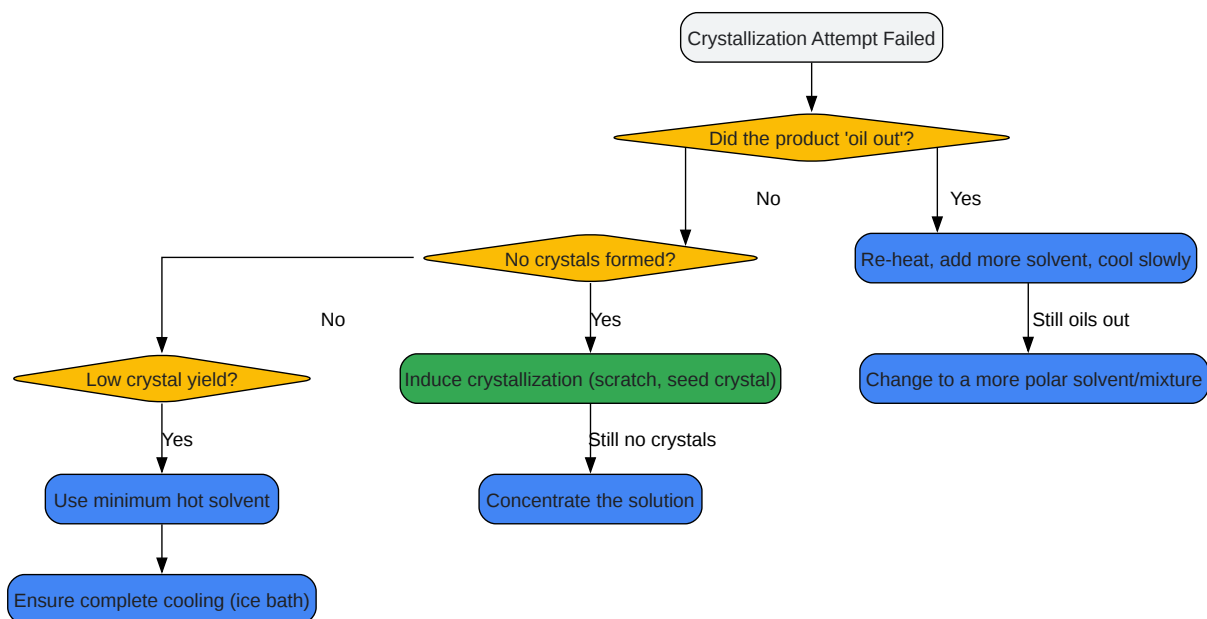 Crystallization Attempt Failed
Did the product 'oil out'?
No
Yes
No crystals formed?
Re-heat, add more solvent, cool slowly
No
Yes
Still oils out
Low crystal yield?
Induce crystallization (scratch, seed crystal)
Change to a more polar solvent/mixture
Yes
Still no crystals
Use minimum hot solvent
Concentrate the solution
Ensure complete cooling (ice bath)